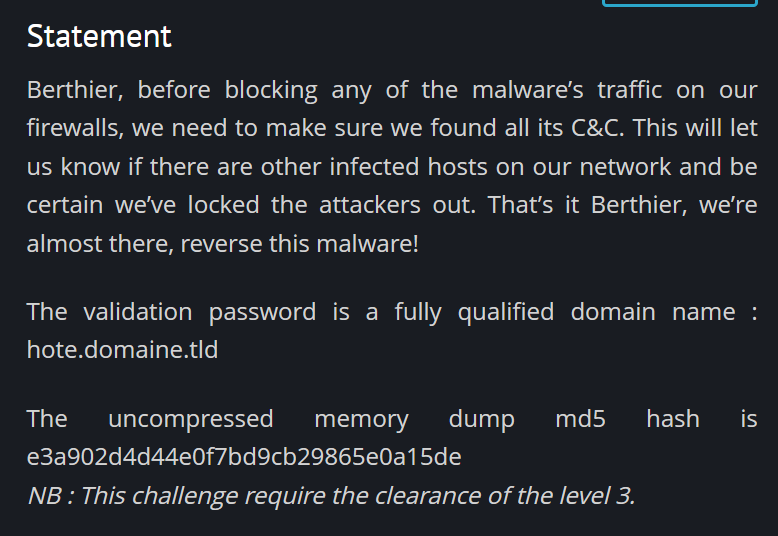 Statement
Berthier, before blocking any of the malware’s traffic on our
firewalls, we need to make sure we found all its C&C. This will let
us know if there are other infected hosts on our network and be
certain we’ve locked the attackers out. That’s it Berthier, we’re
almost there, reverse this malware!
The validation password is a fully qualified domain name :
hote.domaine.tld
The uncompressed memory dump md5 hash is
e3a902d4d44e0f7bd9cb29865e0a15de
NB : This challenge require the clearance of the level 3.